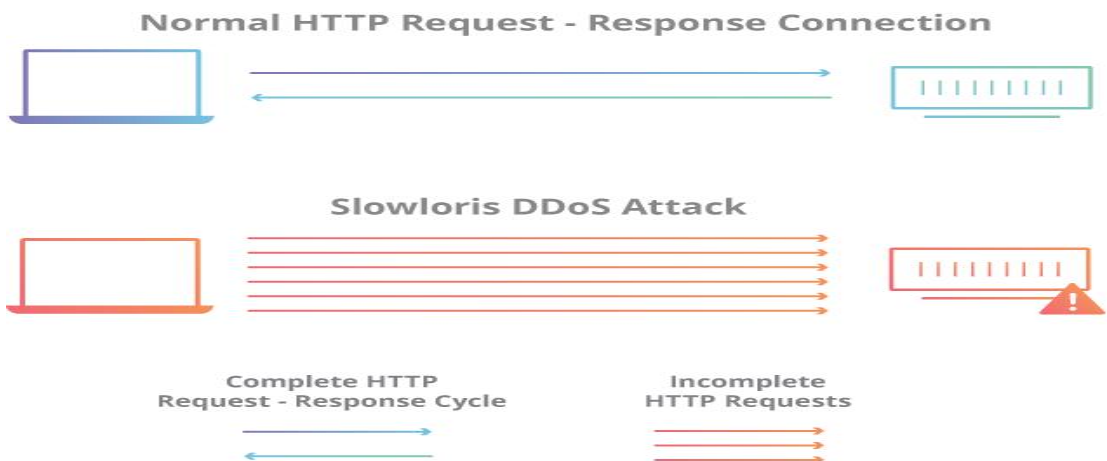 Normal HTTP Request - Response Connection
Slowloris DDoS Attack
Complete HTTP
Request - Response Cycle
Incomplete
HTTP Requests